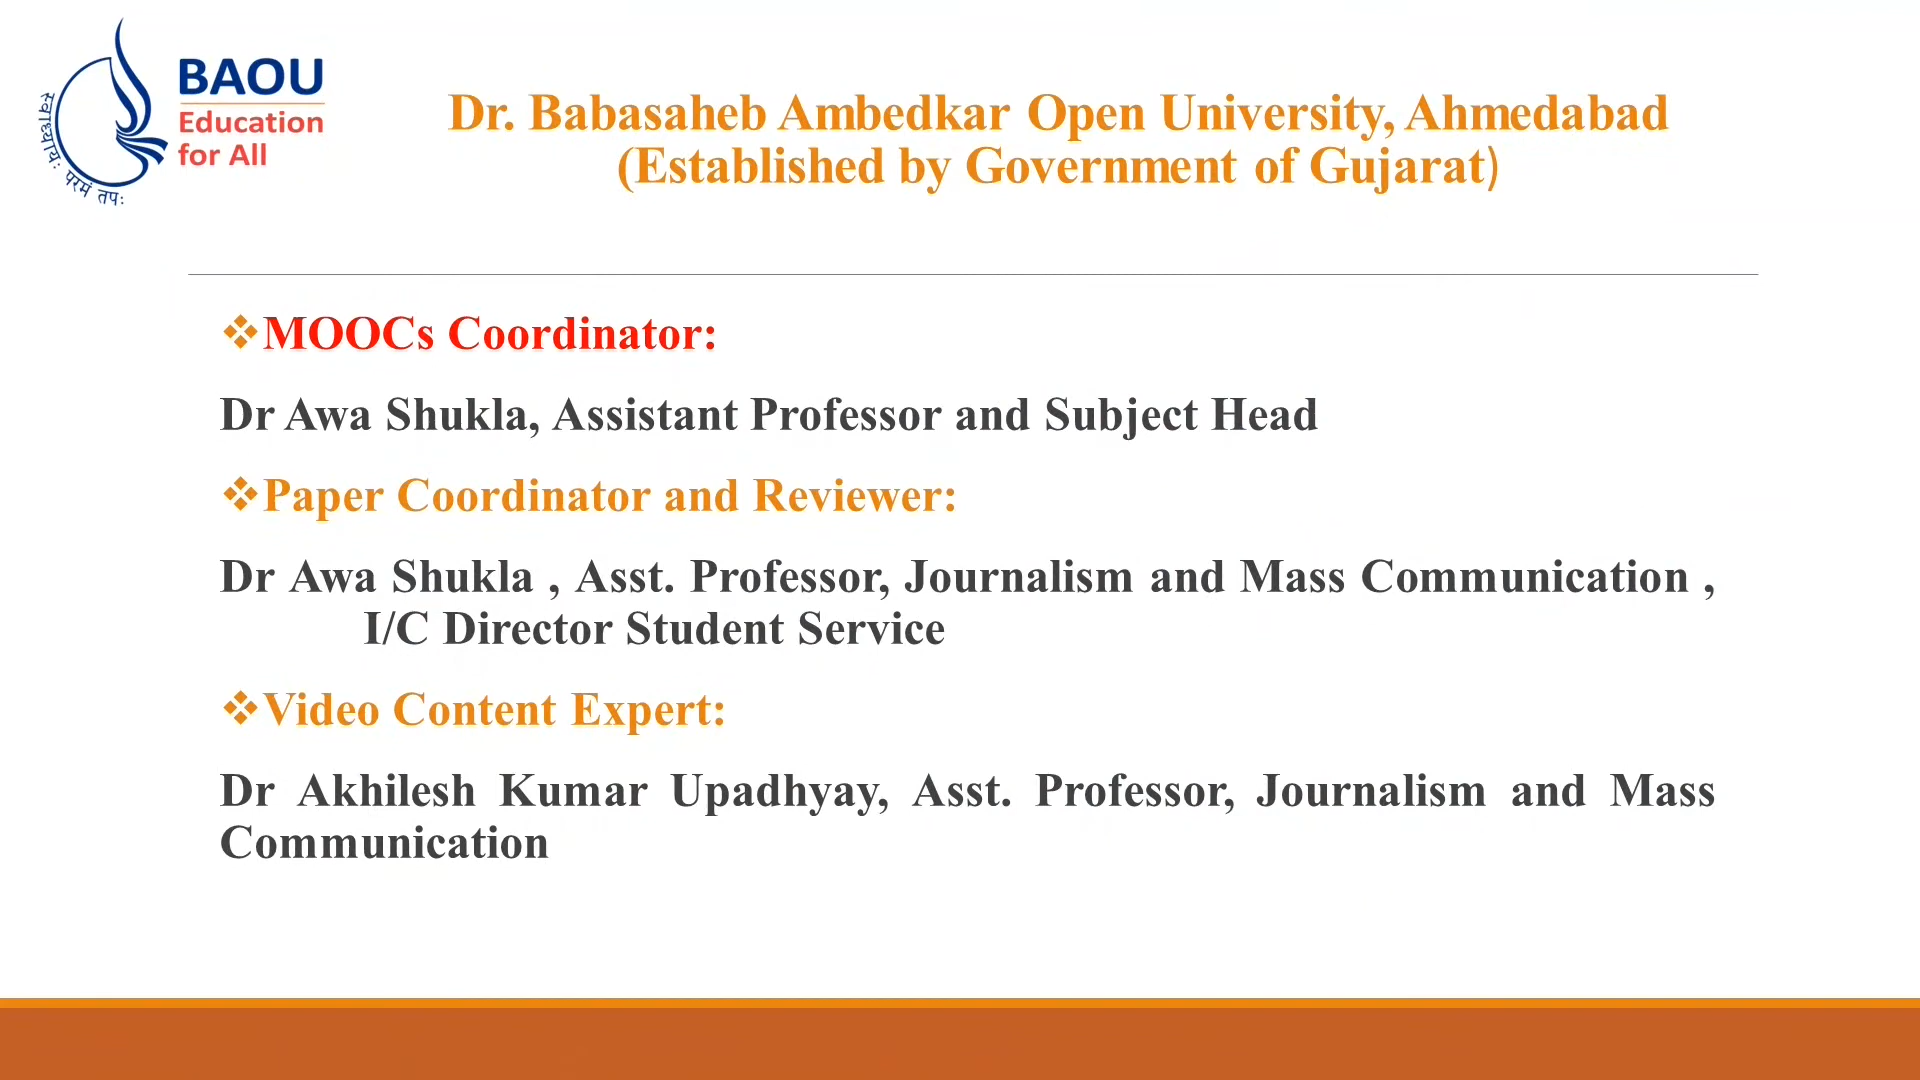 BAOU
Education
for All
स्वाध्यायः परमं तपः
Dr. Babasaheb Ambedkar Open University, Ahmedabad
(Established by Government of Gujarat)
❖MOOCs Coordinator:
Dr Awa Shukla, Assistant Professor and Subject Head
❖Paper Coordinator and Reviewer:
Dr Awa Shukla , Asst. Professor, Journalism and Mass Communication ,
I/C Director Student Service
❖Video Content Expert:
Dr Akhilesh Kumar Upadhyay, Asst. Professor, Journalism and Mass
Communication